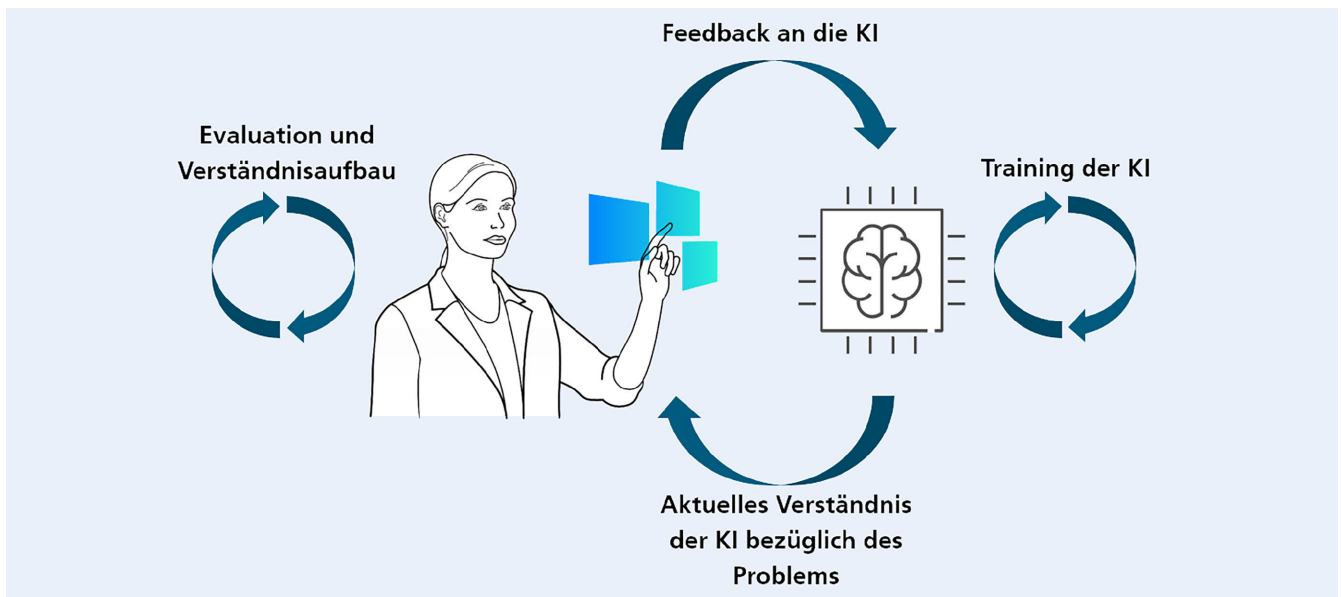 Feedback an die KI
Evaluation und
Verständnisaufbau
Training der KI
Aktuelles Verständnis
der KI bezüglich des
Problems